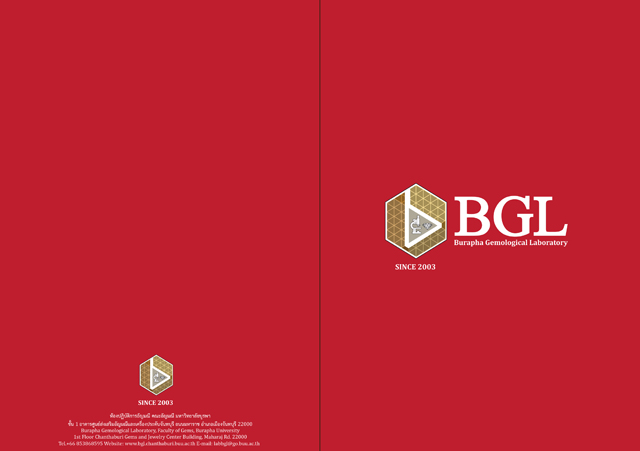 BGL
Burapha Gemological Laboratory
SINCE 2003
SINCE 2003
ห้องปฏิบัติการอัญมณี คณะอัญมณี มหาวิทยาลัยบูรพา
ชั้น 1 อาคารศูนย์ส่งเสริมอัญมณีและเครื่องประดับจันทบุรี ถนนมหาราช อำเภอเมืองจันทบุรี 22000
Burapha Gemological Laboratory, Faculty of Gems, Burapha University
1st Floor Chanthaburi Gems and Jewelry Center Building, Maharaj Rd. 22000
Tel.+66 853868595 Website: www.bgl.chanthaburi.buu.ac.th E-mail: labbgl@go.buu.ac.th